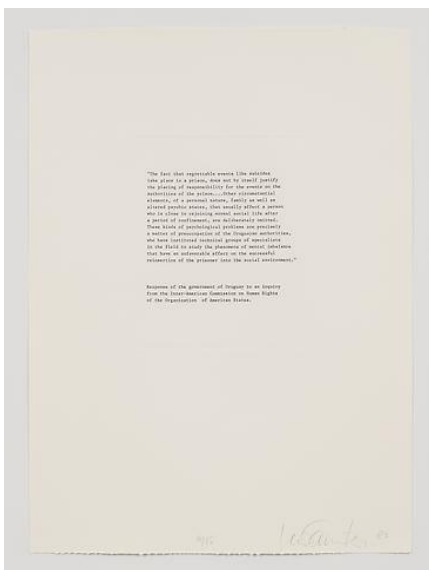 "The fact that regrettable events like suicides
take place in a prison, does not by itself justify
the placing of responsibility for the events on the
authorities of the prison....Other circumstantial
elements, of a personal nature, family as well as
altered psychic states, that usually affect a person
who is close to rejoining normal social life after
a period of confinement, are deliberately omitted.
These kinds of psychological problems are precisely
a matter of preoccupation of the Uruguayan authorities,
who have instituted technical groups of specialists
in the field to study the phenomena of mental imbalance
that have an unfavorable effect on the successful
reinsertion of the prisoner into the social environment."
Response of the government of Uruguay to an inquiry
from the Inter-American Commission on Human Rights
of the Organization of American States.